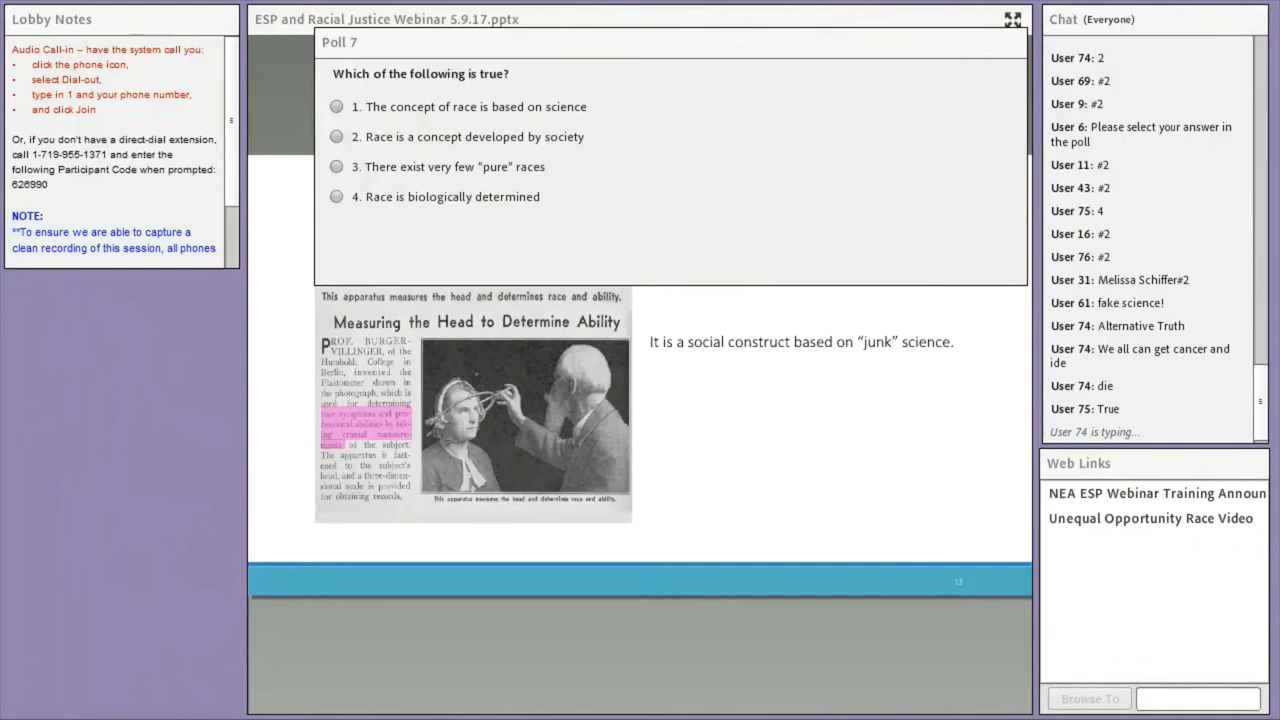 Lobby Notes
Audio Call-in -- have the system call you:
• click the phone icon,
• select Dial-out,
• type in 1 and your phone number,
• and click Join
Or, if you don't have a direct-dial extension,
call 1-719-955-1371 and enter the
following Participant Code when prompted:
626990
NOTE:
**To ensure we are able to capture a
clean recording of this session, all phones
ESP and Racial Justice Webinar 5.9.17.pptx
Poll 7
Which of the following is true?
1. The concept of race is based on science
2. Race is a concept developed by society
3. There exist very few "pure" races
4. Race is biologically determined
This apparatus measures the head and determines race and ability.
Measuring the Head to Determine Ability
PROF. BURGER-
VILLINGER, of the
Humbold, College in
Berlin, invented the
Plastometer shown in
the photograph, which is
used for determining
race symptoms and pro-
fessional abilities by tak-
ing cranial measure-
ments of the subject.
The apparatus is fast-
ened to the subject's
head, and a three-dimen-
sional scale is provided
for obtaining records.
This apparatus measures the head and determines race and ability.
It is a social construct based on “junk” science.
Chat (Everyone)
User 74: 2
User 69: #2
User 9: #2
User 6: Please select your answer in
the poll
User 11: #2
User 43: #2
User 75: 4
User 16: #2
User 76: #2
User 31: Melissa Schiffer#2
User 61: fake science!
User 74: Alternative Truth
User 74: We all can get cancer and
ide
User 74: die
User 75: True
User 74 is typing...
Web Links
NEA ESP Webinar Training Announ
Unequal Opportunity Race Video
Browse To